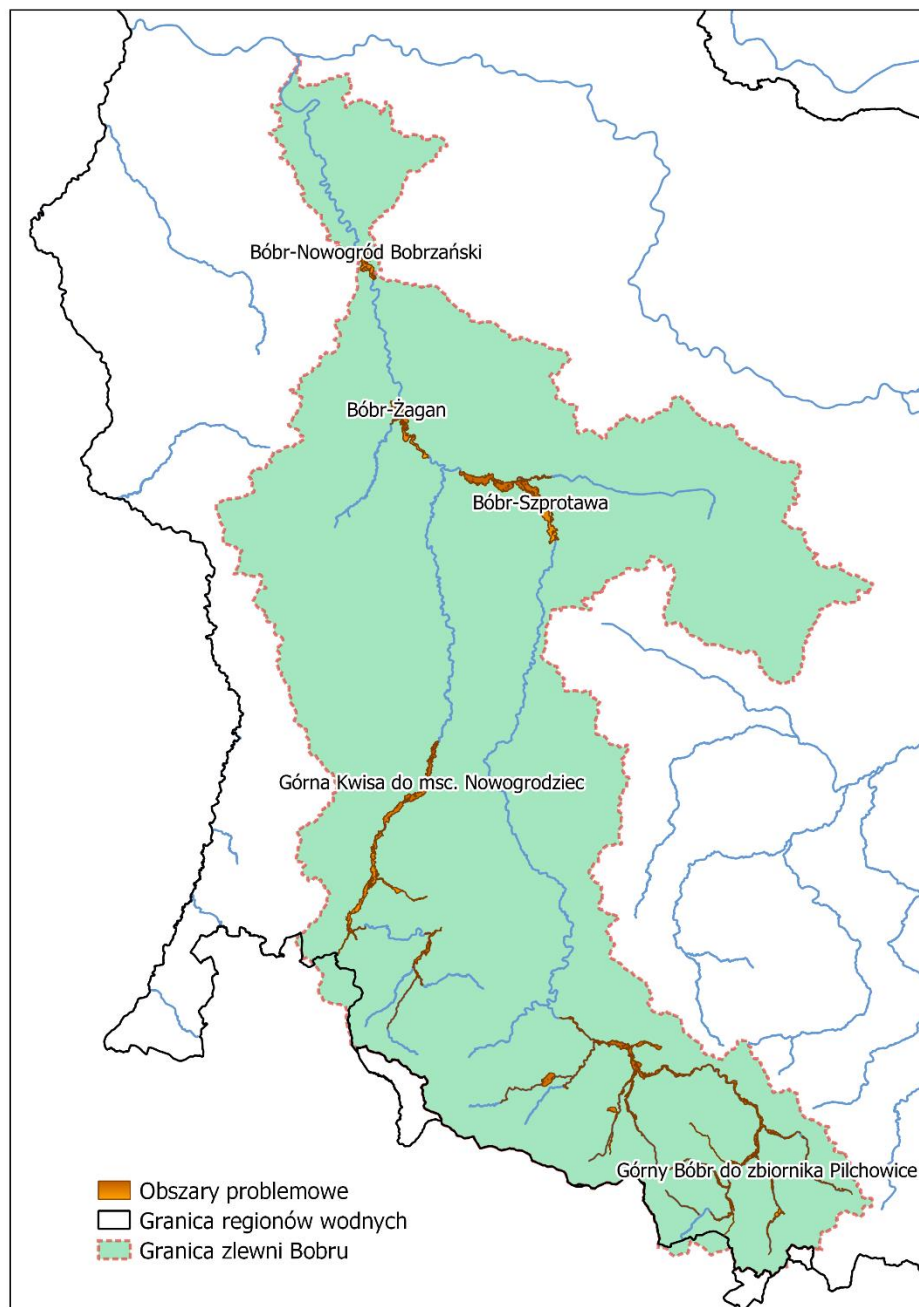 Bóbr-Nowogród Bobrzański
Bóbr-Żagan
Bóbr-Szprotawa
Górna Kwisa do msc. Nowogrodziec
Górny Bóbr do zbiornika Pilchowice
Obszary problemowe
Granica regionów wodnych
Granica zlewni Bobru